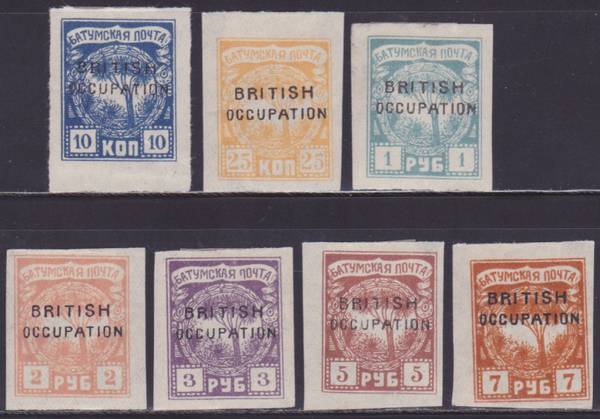 БАТУМСКАЯ ПОЧТА
BRITISH
OCCUPATION
10 КОП 10
БАТУМСКАЯ ПОЧТА
BRITISH
OCCUPATION
25 КОП 25
БАТУМСКАЯ ПОЧТА
BRITISH
OCCUPATION
1 РУБ 1
БАТУМСКАЯ ПОЧТА
BRITISH
OCCUPATION
2 РУБ 2
БАТУМСКАЯ ПОЧТА
BRITISH
OCCUPATION
3 РУБ 3
БАТУМСКАЯ ПОЧТА
BRITISH
OCCUPATION
5 РУБ 5
БАТУМСКАЯ ПОЧТА
BRITISH
OCCUPATION
7 РУБ 7